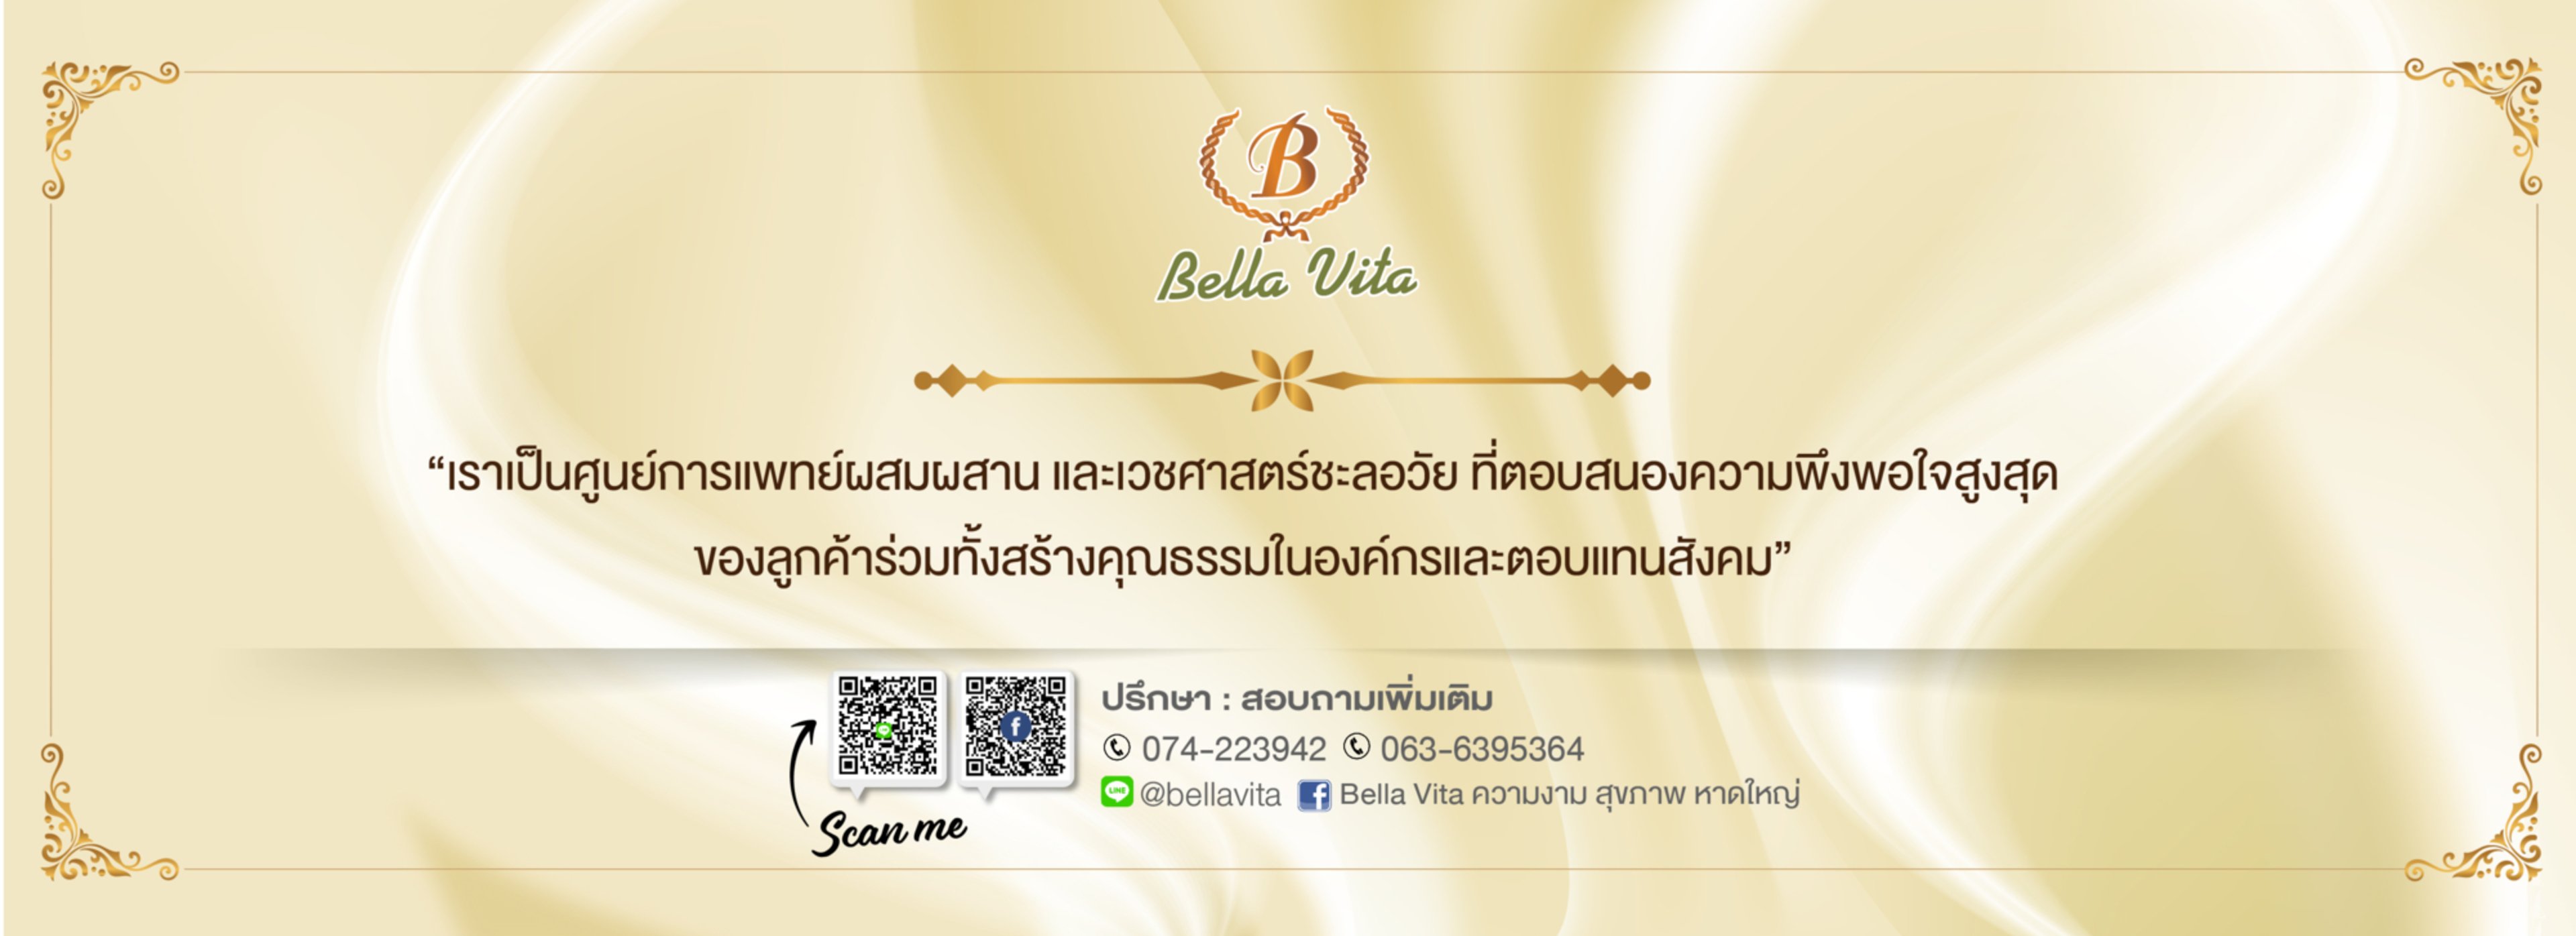 B
Bella Vita
“เราเป็นศูนย์การแพทย์ผสมผสาน และเวชศาสตร์ชะลอวัย ที่ตอบสนองความพึงพอใจสูงสุด
ของลูกค้าร่วมทั้งสร้างคุณธรรมในองค์กรและตอบแทนสังคม”
ปรึกษา : สอบถามเพิ่มเติม
074-223942 063-6395364
LINE @bellavita f Bella Vita ความงาม สุขภาพ หาดใหญ่
f
Scan me